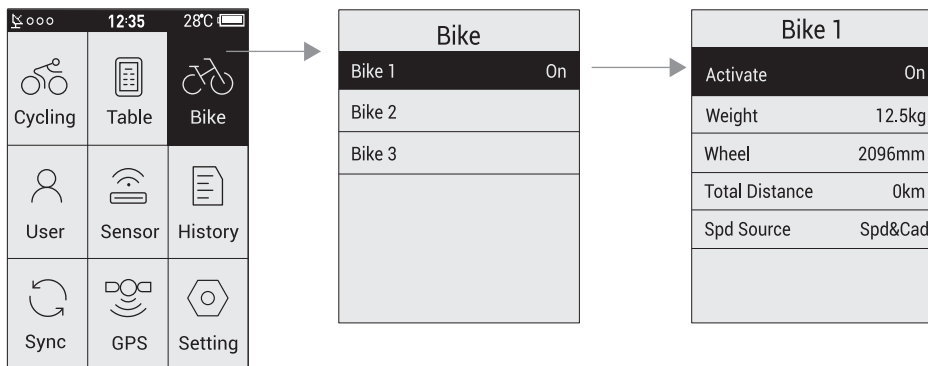 12:35 28°C
Cycling Table Bike
User Sensor History
Sync GPS Setting
Bike
Bike 1 On
Bike 2
Bike 3
Bike 1
Activate On
Weight 12.5kg
Wheel 2096mm
Total Distance 0km
Spd Source Spd&Cad